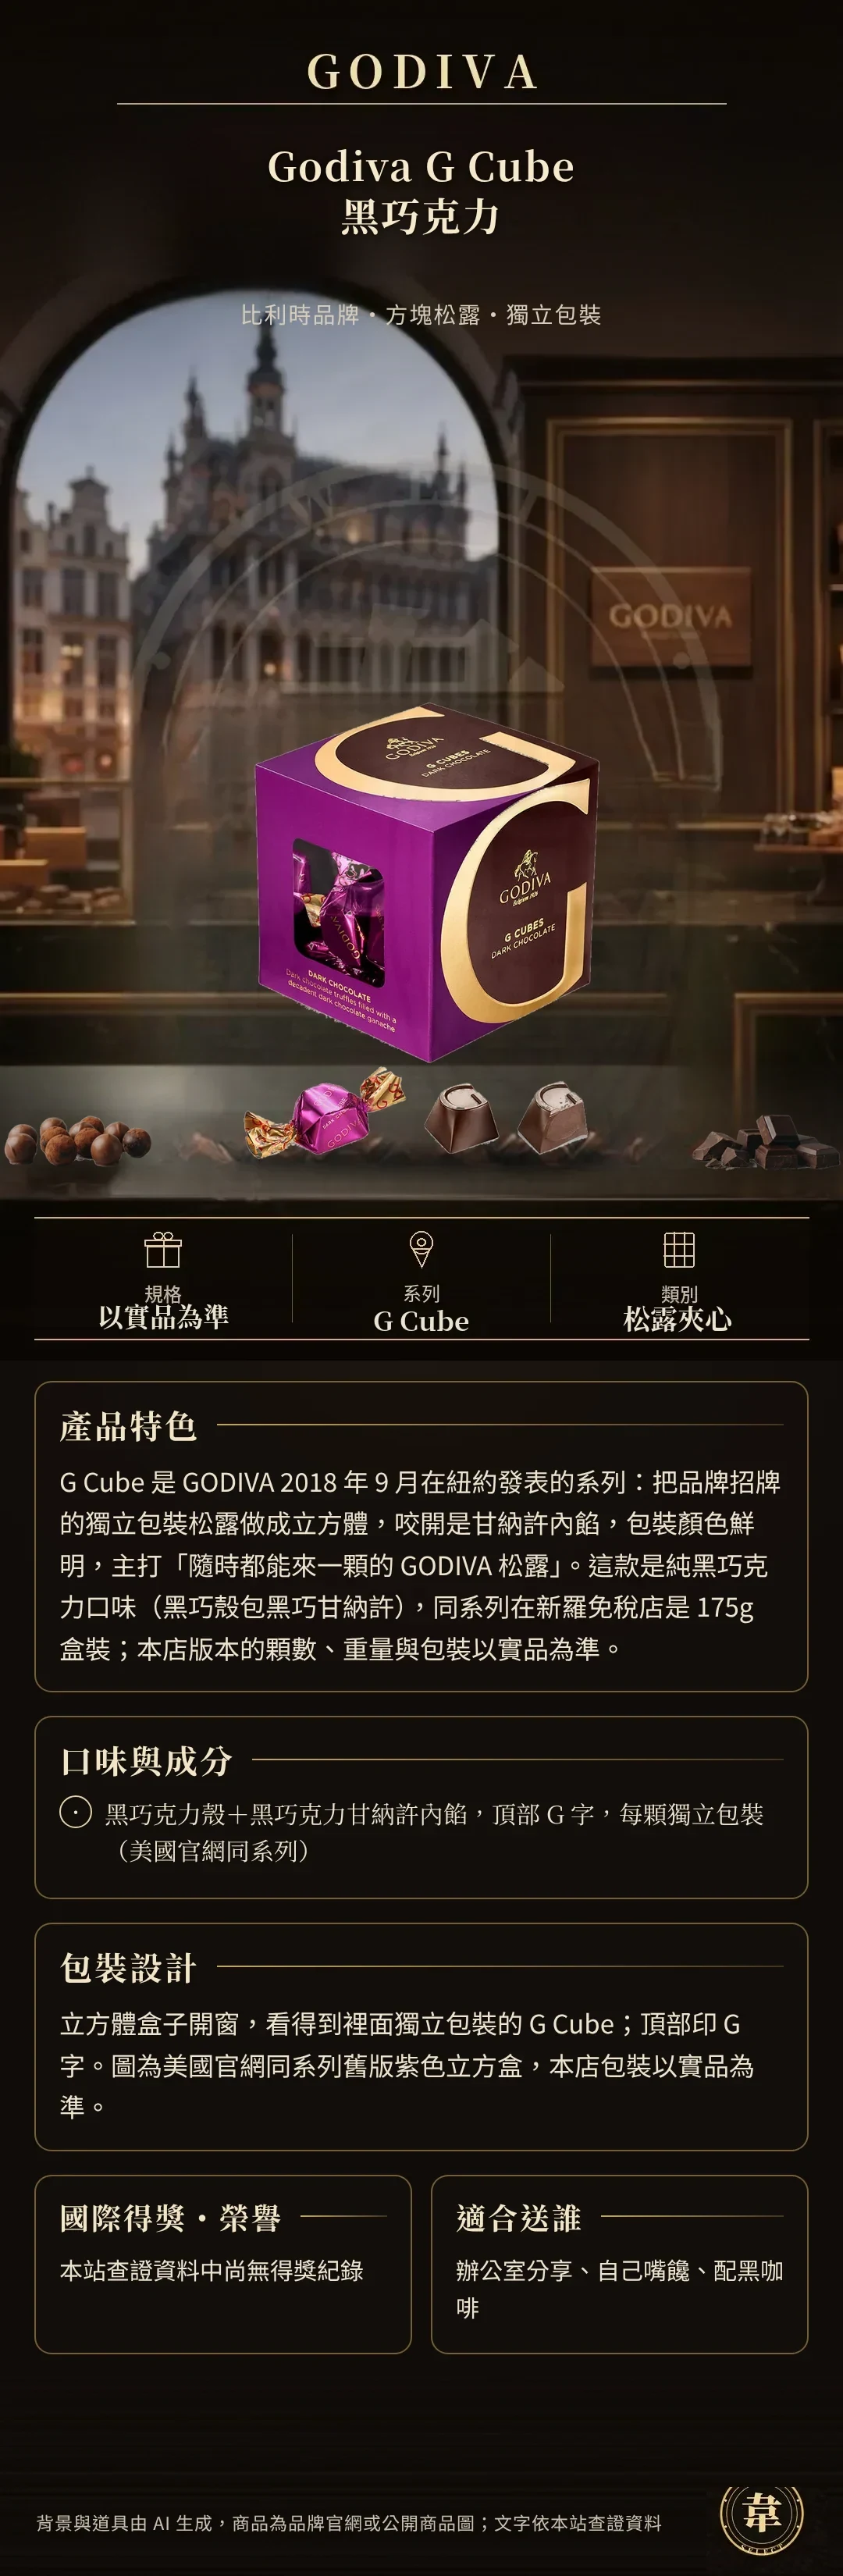 GODIVA
Godiva G Cube
黑巧克力
比利時品牌・方塊松露・獨立包裝
GODIVA
GODIVA
G CUBES
DARK CHOCOLATE
GODIVA
Belgium 1926
G CUBES
DARK CHOCOLATE
GODIVA
DARK CHOCOLATE
Dark chocolate truffles filled with a
decadent dark chocolate ganache
規格
以實品為準
系列
G Cube
類別
松露夾心
產品特色
G Cube 是 GODIVA 2018 年 9 月在紐約發表的系列：把品牌招牌
的獨立包裝松露做成立方體，咬開是甘納許內餡，包裝顏色鮮
明，主打「隨時都能來一顆的 GODIVA 松露」。這款是純黑巧克
力口味（黑巧殼包黑巧甘納許），同系列在新羅免稅店是 175g
盒裝；本店版本的顆數、重量與包裝以實品為準。
口味與成分
黑巧克力殼＋黑巧克力甘納許內餡，頂部 G 字，每顆獨立包裝
（美國官網同系列）
包裝設計
立方體盒子開窗，看得到裡面獨立包裝的 G Cube；頂部印 G
字。圖為美國官網同系列舊版紫色立方盒，本店包裝以實品為
準。
國際得獎・榮譽
本站查證資料中尚無得獎紀錄
適合送誰
辦公室分享、自己嘴饞、配黑咖
啡
背景與道具由 AI 生成，商品為品牌官網或公開商品圖；文字依本站查證資料
韋
SELECT